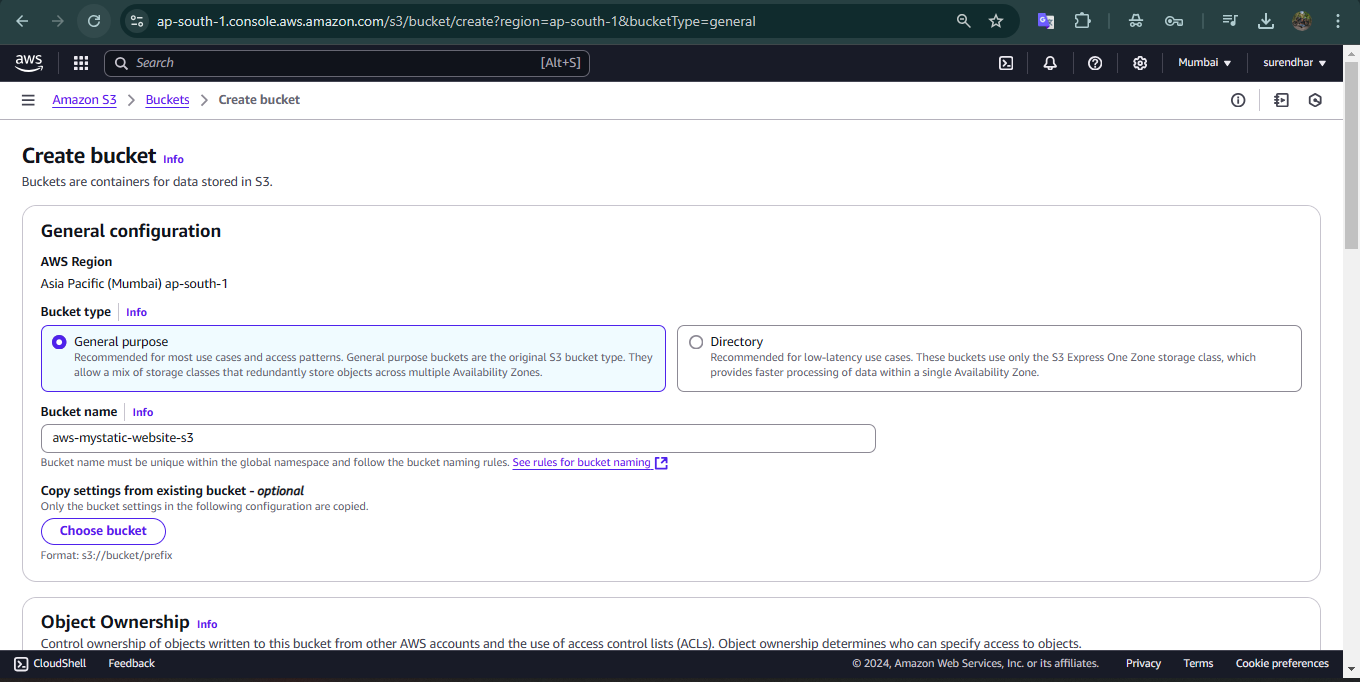 ap-south-1.console.aws.amazon.com/s3/bucket/create?region=ap-south-1&bucketType=general
aws Search [Alt+S] Mumbai ▼ surendhar ▼
Amazon S3 > Buckets > Create bucket
Create bucket Info
Buckets are containers for data stored in S3.
General configuration
AWS Region
Asia Pacific (Mumbai) ap-south-1
Bucket type Info
General purpose
Recommended for most use cases and access patterns. General purpose buckets are the original S3 bucket type. They
allow a mix of storage classes that redundantly store objects across multiple Availability Zones.
Directory
Recommended for low-latency use cases. These buckets use only the S3 Express One Zone storage class, which
provides faster processing of data within a single Availability Zone.
Bucket name Info
aws-mystatic-website-s3
Bucket name must be unique within the global namespace and follow the bucket naming rules. See rules for bucket naming
Copy settings from existing bucket - optional
Only the bucket settings in the following configuration are copied.
Choose bucket
Format: s3://bucket/prefix
Object Ownership Info
Control ownership of objects written to this bucket from other AWS accounts and the use of access control lists (ACLs). Object ownership determines who can specify access to objects.
CloudShell Feedback © 2024, Amazon Web Services, Inc. or its affiliates. Privacy Terms Cookie preferences